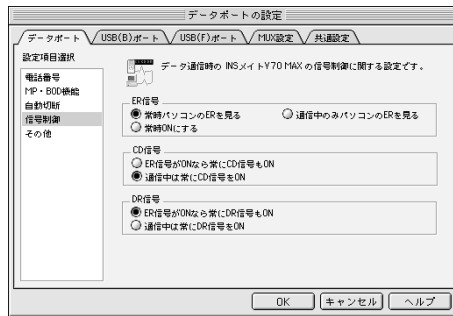 データポートの設定
データポート USB(B)ポート USB(F)ポート MUX設定 共通設定
設定項目選択
電話番号
MP・BOD機能
自動切断
信号制御
その他
データ通信時の INSメイトV70 MAX の信号制御に関する設定です。
ER信号
常時パソコンのERを見る 通信中のみパソコンのERを見る
常時ONにする
CD信号
ER信号がONなら常にCD信号もON
通信中は常にCD信号をON
DR信号
ER信号がONなら常にDR信号もON
通信中は常にDR信号をON
OK キャンセル ヘルプ